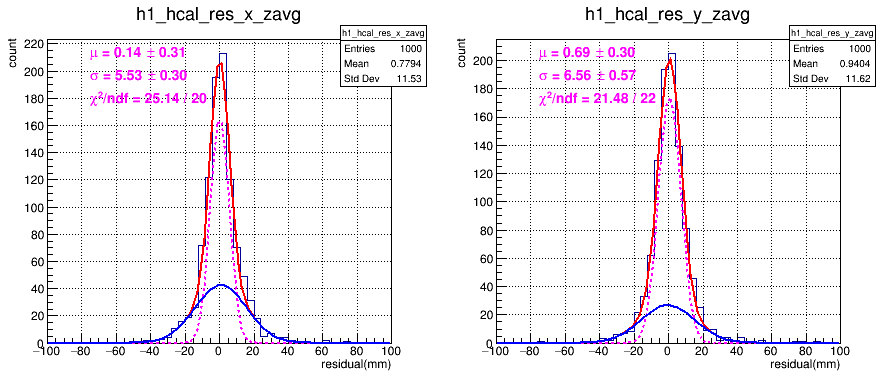 h1_hcal_res_x_zavg
count
μ = 0.14 ± 0.31
σ = 5.53 ± 0.30
χ²/ndf = 25.14 / 20
h1_hcal_res_x_zavg
Entries 1000
Mean 0.7794
Std Dev 11.53
220
200
180
160
140
120
100
80
60
40
20
0
−100 −80 −60 −40 −20 0 20 40 60 80 100
residual(mm)
h1_hcal_res_y_zavg
count
μ = 0.69 ± 0.30
σ = 6.56 ± 0.57
χ²/ndf = 21.48 / 22
h1_hcal_res_y_zavg
Entries 1000
Mean 0.9404
Std Dev 11.62
200
180
160
140
120
100
80
60
40
20
0
−100 −80 −60 −40 −20 0 20 40 60 80 100
residual(mm)